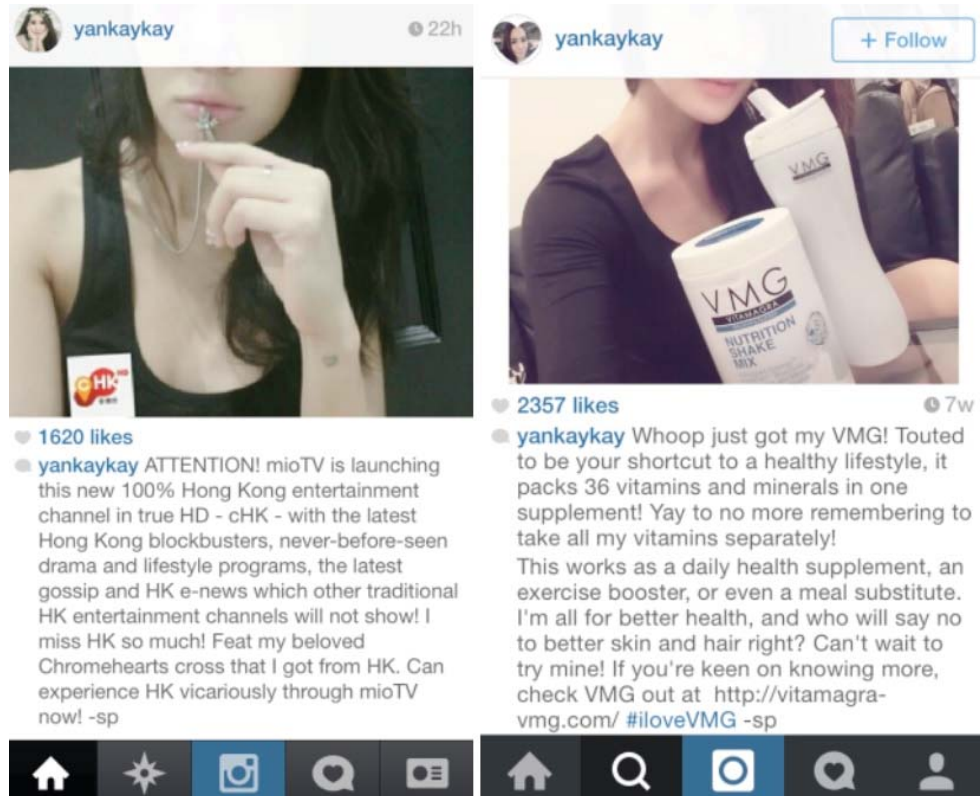 yankaykay
22h
CHK HD
1620 likes
yankaykay ATTENTION! mioTV is launching
this new 100% Hong Kong entertainment
channel in true HD - cHK - with the latest
Hong Kong blockbusters, never-before-seen
drama and lifestyle programs, the latest
gossip and HK e-news which other traditional
HK entertainment channels will not show! I
miss HK so much! Feat my beloved
Chromehearts cross that I got from HK. Can
experience HK vicariously through mioTV
now! -sp
yankaykay
+ Follow
VMG
VMG
VITAMAGRA
NUTRITION
SHAKE
MIX
2357 likes
7w
yankaykay Whoop just got my VMG! Touted
to be your shortcut to a healthy lifestyle, it
packs 36 vitamins and minerals in one
supplement! Yay to no more remembering to
take all my vitamins separately!
This works as a daily health supplement, an
exercise booster, or even a meal substitute.
I'm all for better health, and who will say no
to better skin and hair right? Can't wait to
try mine! If you're keen on knowing more,
check VMG out at http://vitamagra-
vmg.com/ #iloveVMG -sp